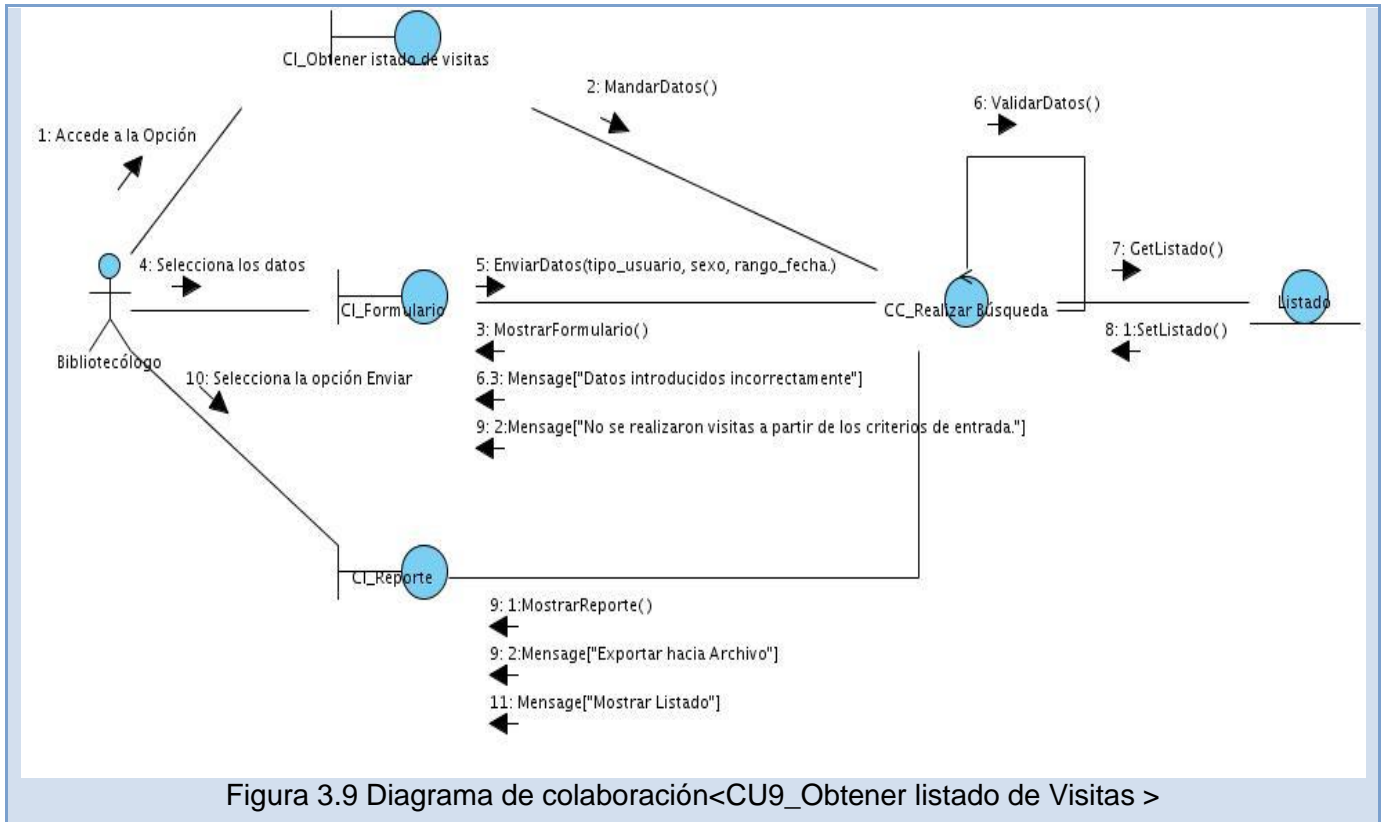 CI_Obtener istado de visitas
2: MandarDatos()
6: ValidarDatos()
1: Accede a la Opción
4: Selecciona los datos
5: EnviarDatos(tipo_usuario, sexo, rango_fecha.)
7: GetListado()
CI_Formulario
CC_Realizar Búsqueda
Listado
3: MostrarFormulario()
8: 1:SetListado()
Bibliotecólogo
10: Selecciona la opción Enviar
6.3: Mensage["Datos introducidos incorrectamente"]
9: 2:Mensage["No se realizaron visitas a partir de los criterios de entrada."]
CI_Reporte
9: 1:MostrarReporte()
9: 2:Mensage["Exportar hacia Archivo"]
11: Mensage["Mostrar Listado"]
Figura 3.9 Diagrama de colaboración<CU9_Obtener listado de Visitas >